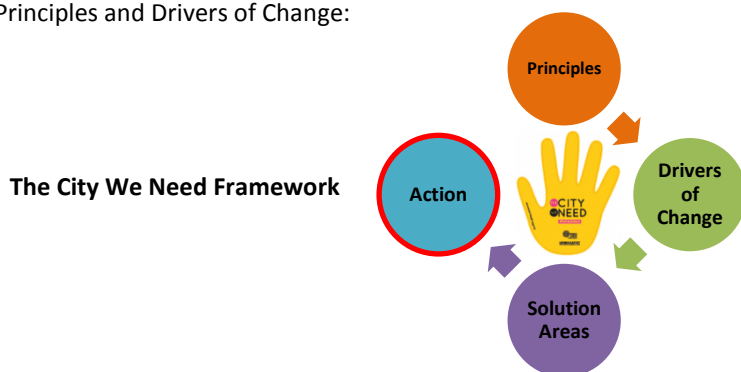 Principles and Drivers of Change:
Principles
The City We Need Framework
Action
CITY
NEED
Drivers
of
Change
Solution
Areas